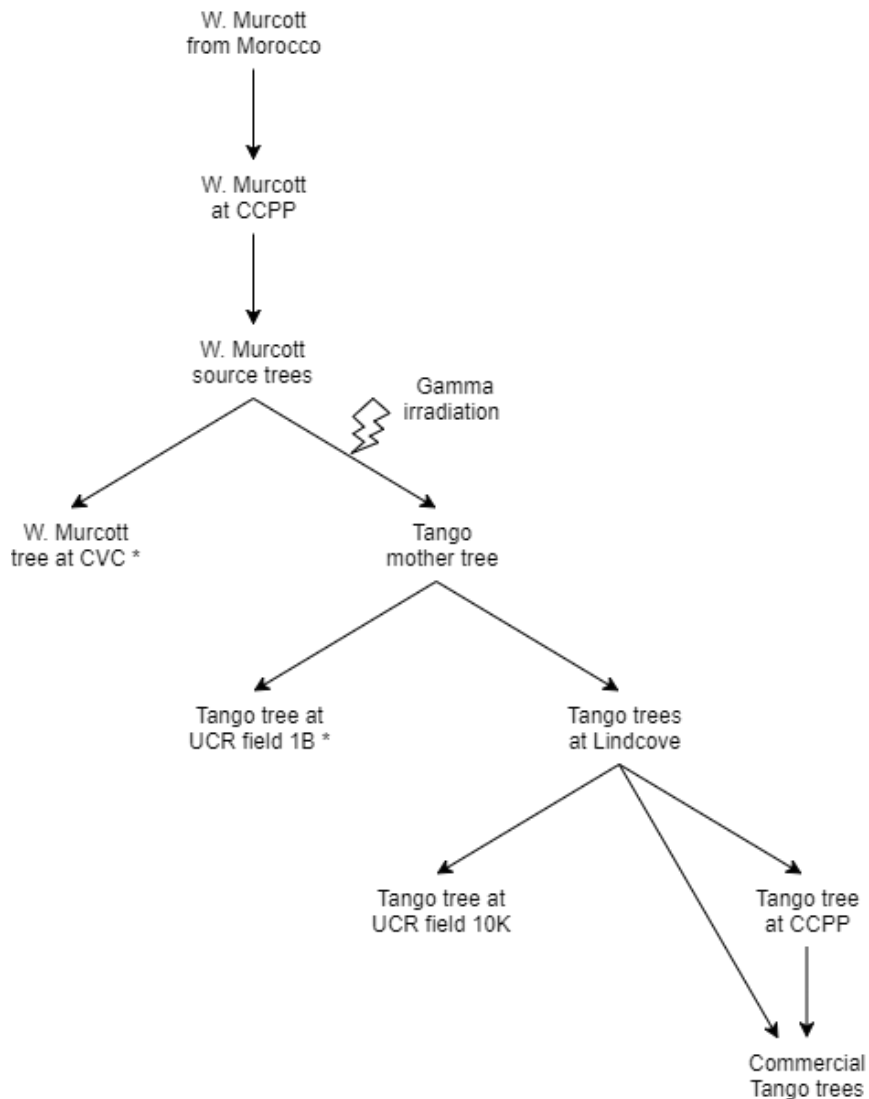 W. Murcott
from Morocco
W. Murcott
at CCPP
W. Murcott
source trees
Gamma
irradiation
W. Murcott
tree at CVC *
Tango
mother tree
Tango tree at
UCR field 1B *
Tango trees
at Lindcove
Tango tree at
UCR field 10K
Tango tree
at CCPP
Commercial
Tango trees